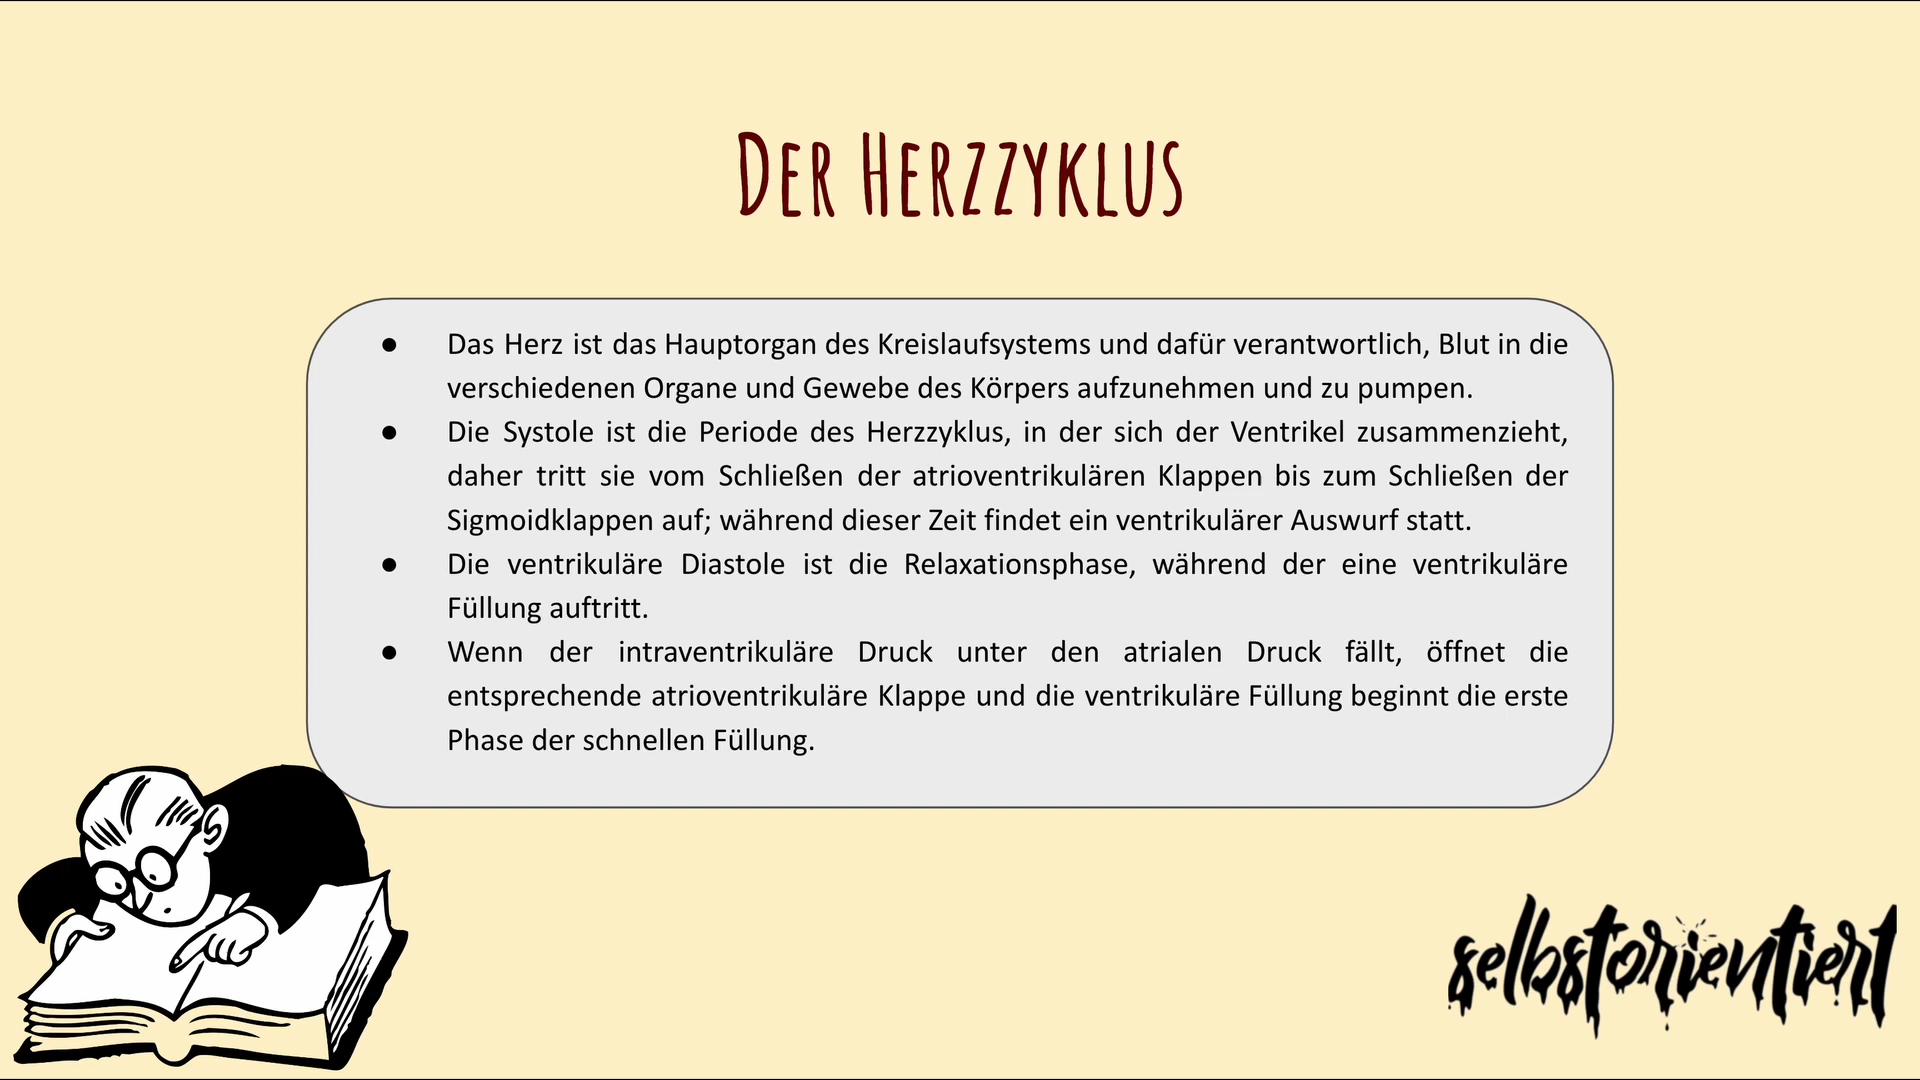 Der Herzzyklus
● Das Herz ist das Hauptorgan des Kreislaufsystems und dafür verantwortlich, Blut in die
verschiedenen Organe und Gewebe des Körpers aufzunehmen und zu pumpen.
● Die Systole ist die Periode des Herzzyklus, in der sich der Ventrikel zusammenzieht,
daher tritt sie vom Schließen der atrioventrikulären Klappen bis zum Schließen der
Sigmoidklappen auf; während dieser Zeit findet ein ventrikulärer Auswurf statt.
● Die ventrikuläre Diastole ist die Relaxationsphase, während der eine ventrikuläre
Füllung auftritt.
● Wenn der intraventrikuläre Druck unter den atrialen Druck fällt, öffnet die
entsprechende atrioventrikuläre Klappe und die ventrikuläre Füllung beginnt die erste
Phase der schnellen Füllung.
selbstorientiert